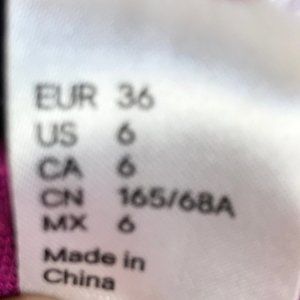 EUR 36
US 6
CA 6
CN 165/68A
MX 6
Made in
China